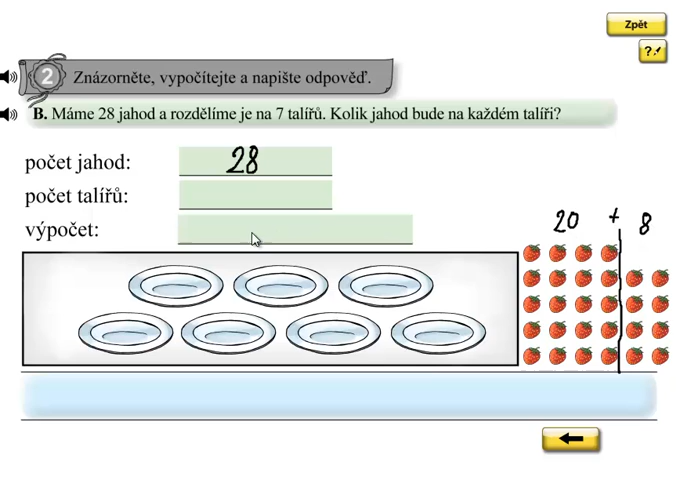 Zpět
?
2 Znázorněte, vypočítejte a napište odpověď.
B. Máme 28 jahod a rozdělíme je na 7 talířů. Kolik jahod bude na každém talíři?
počet jahod: 28
počet talířů:
výpočet:
20 + 8